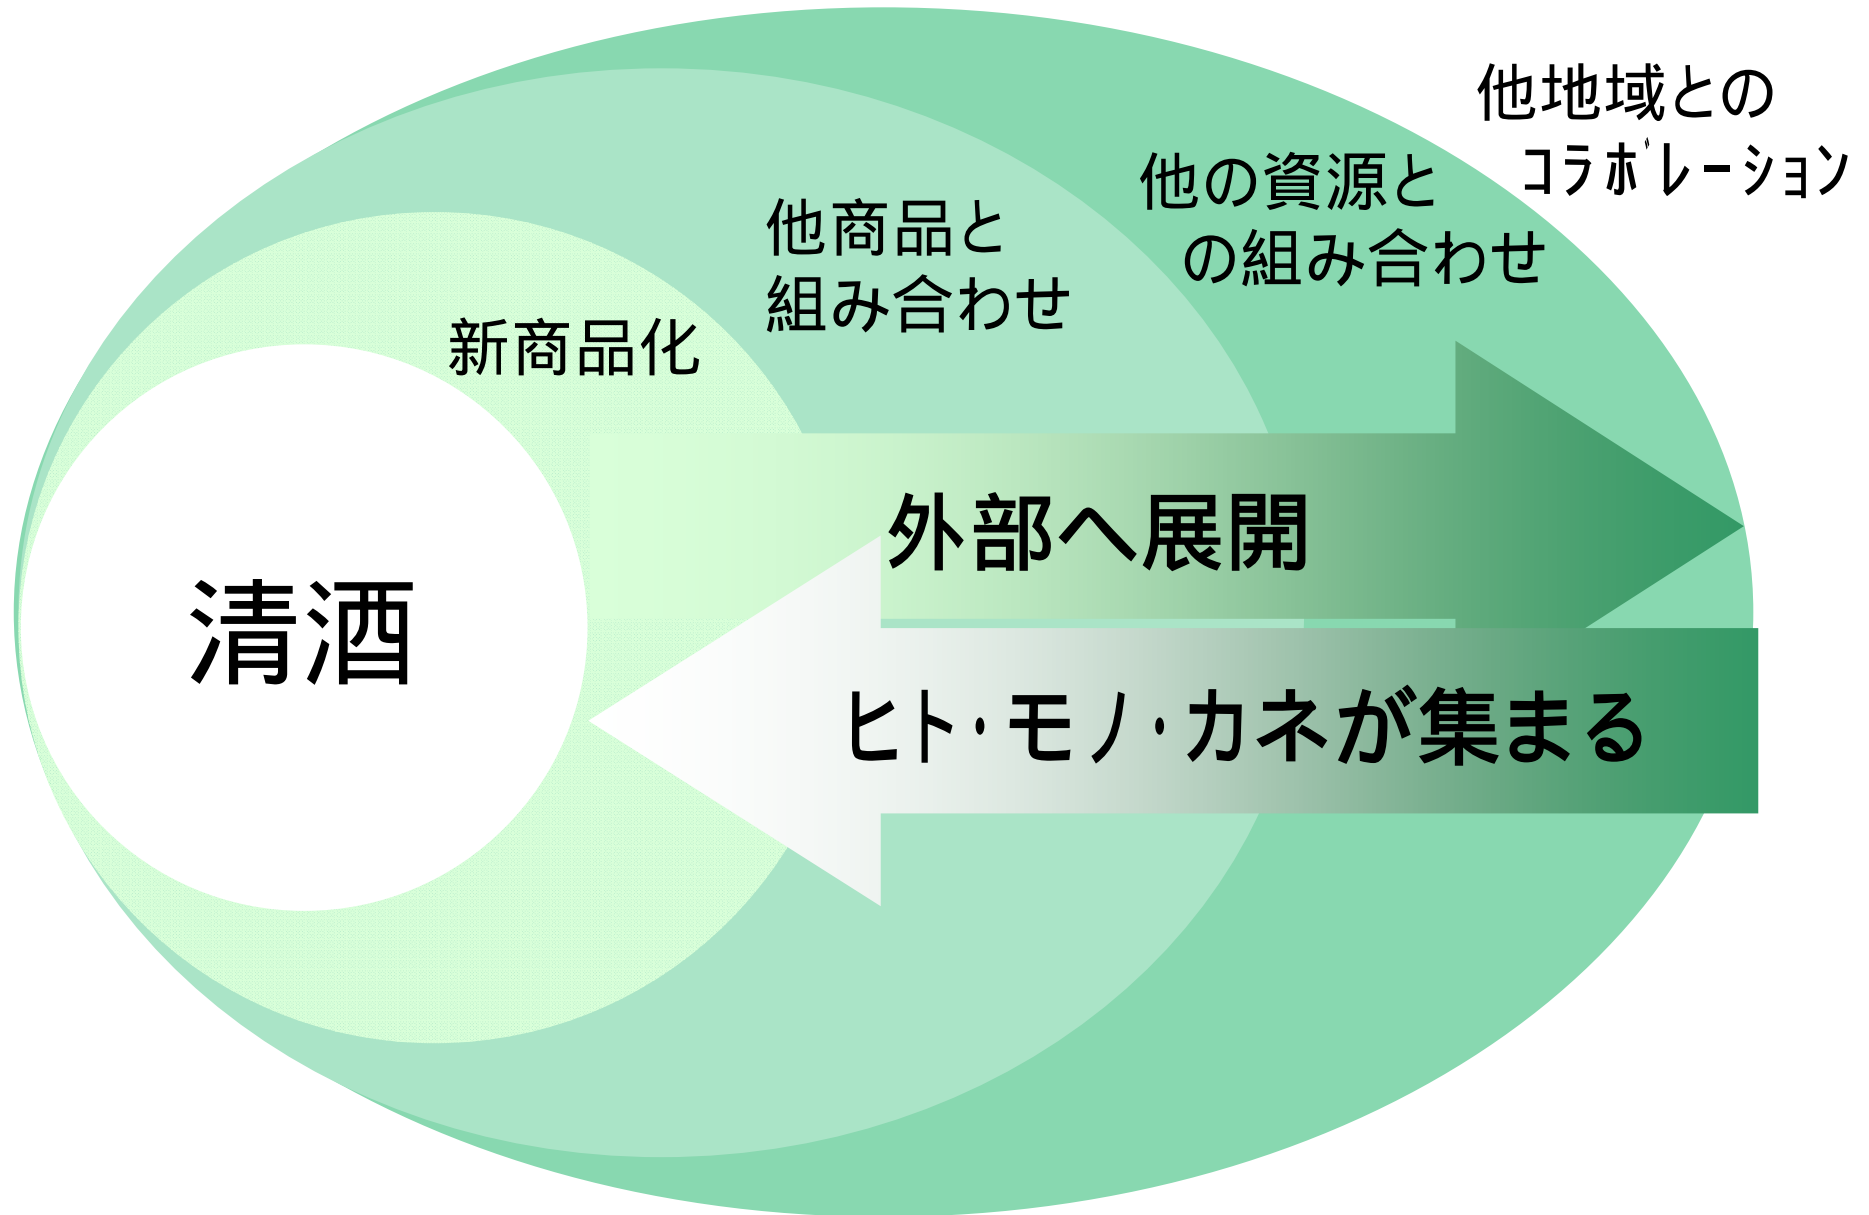 他地域との
コラボレーション
他の資源と
の組み合わせ
他商品と
組み合わせ
新商品化
清酒
外部へ展開
ヒト・モノ・カネが集まる